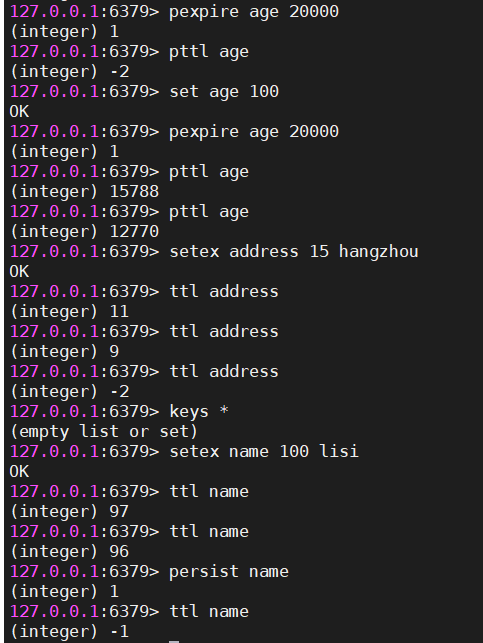 127.0.0.1:6379> pexpire age 20000
(integer) 1
127.0.0.1:6379> pttl age
(integer) -2
127.0.0.1:6379> set age 100
OK
127.0.0.1:6379> pexpire age 20000
(integer) 1
127.0.0.1:6379> pttl age
(integer) 15788
127.0.0.1:6379> pttl age
(integer) 12770
127.0.0.1:6379> setex address 15 hangzhou
OK
127.0.0.1:6379> ttl address
(integer) 11
127.0.0.1:6379> ttl address
(integer) 9
127.0.0.1:6379> ttl address
(integer) -2
127.0.0.1:6379> keys *
(empty list or set)
127.0.0.1:6379> setex name 100 lisi
OK
127.0.0.1:6379> ttl name
(integer) 97
127.0.0.1:6379> ttl name
(integer) 96
127.0.0.1:6379> persist name
(integer) 1
127.0.0.1:6379> ttl name
(integer) -1